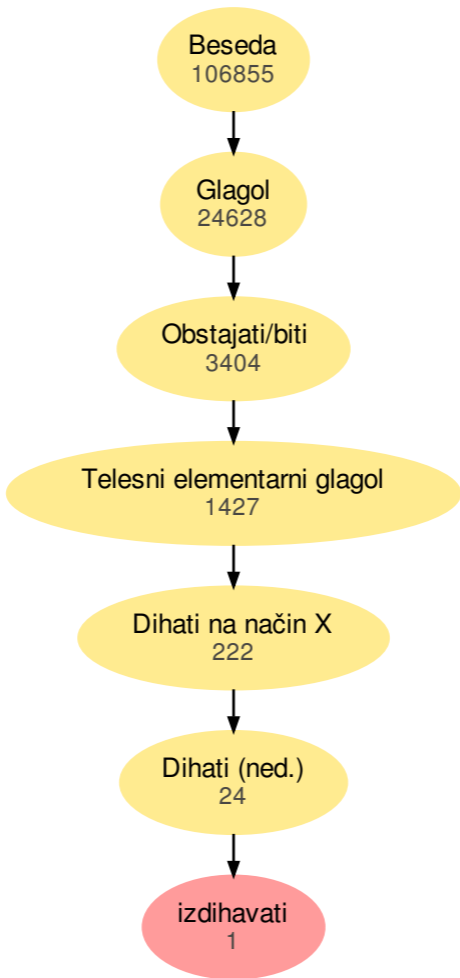 Beseda
106855
Glagol
24628
Obstajati/biti
3404
Telesni elementarni glagol
1427
Dihati na način X
222
Dihati (ned.)
24
izdihavati
1